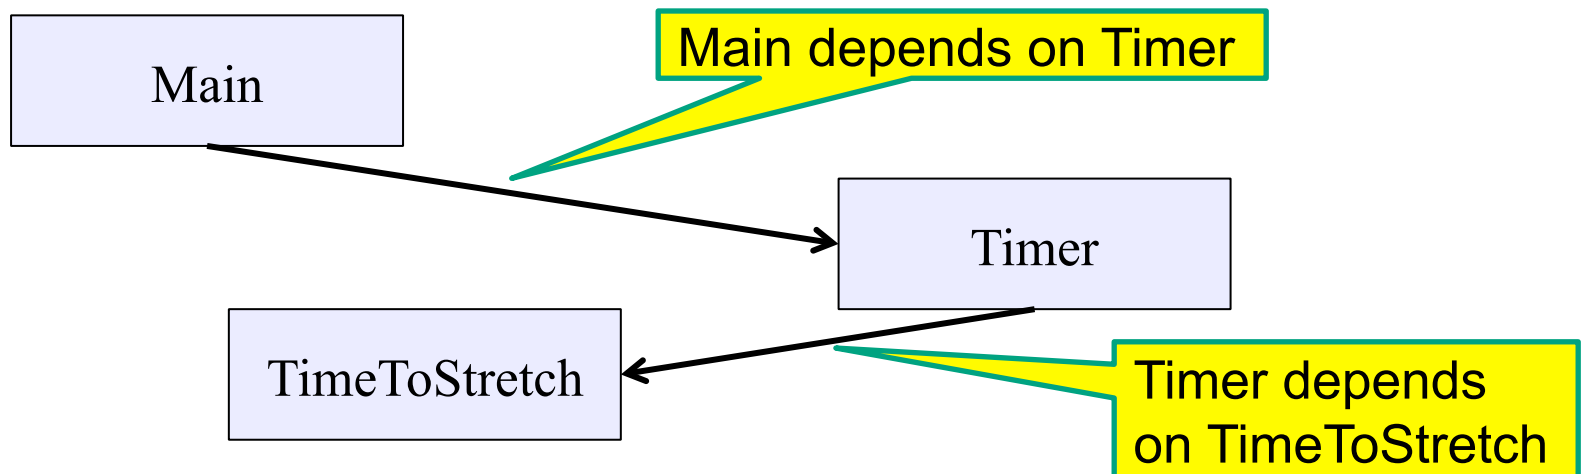 Main
Main depends on Timer
Timer
TimeToStretch
Timer depends
on TimeToStretch